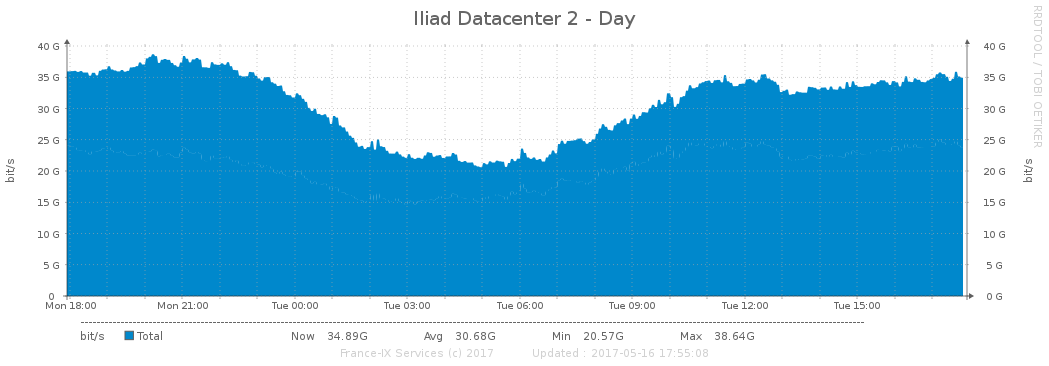 Iliad Datacenter 2 - Day
RRDTOOL / TOBI OETIKER
bit/s
40 G 40 G
35 G 35 G
30 G 30 G
25 G 25 G
20 G 20 G
15 G 15 G
10 G 10 G
5 G 5 G
0 0 G
bit/s
Mon 18:00 Mon 21:00 Tue 00:00 Tue 03:00 Tue 06:00 Tue 09:00 Tue 12:00 Tue 15:00
bit/s Total Now 34.89G Avg 30.68G Min 20.57G Max 38.64G
France-IX Services (c) 2017 Updated : 2017-05-16 17:55:08